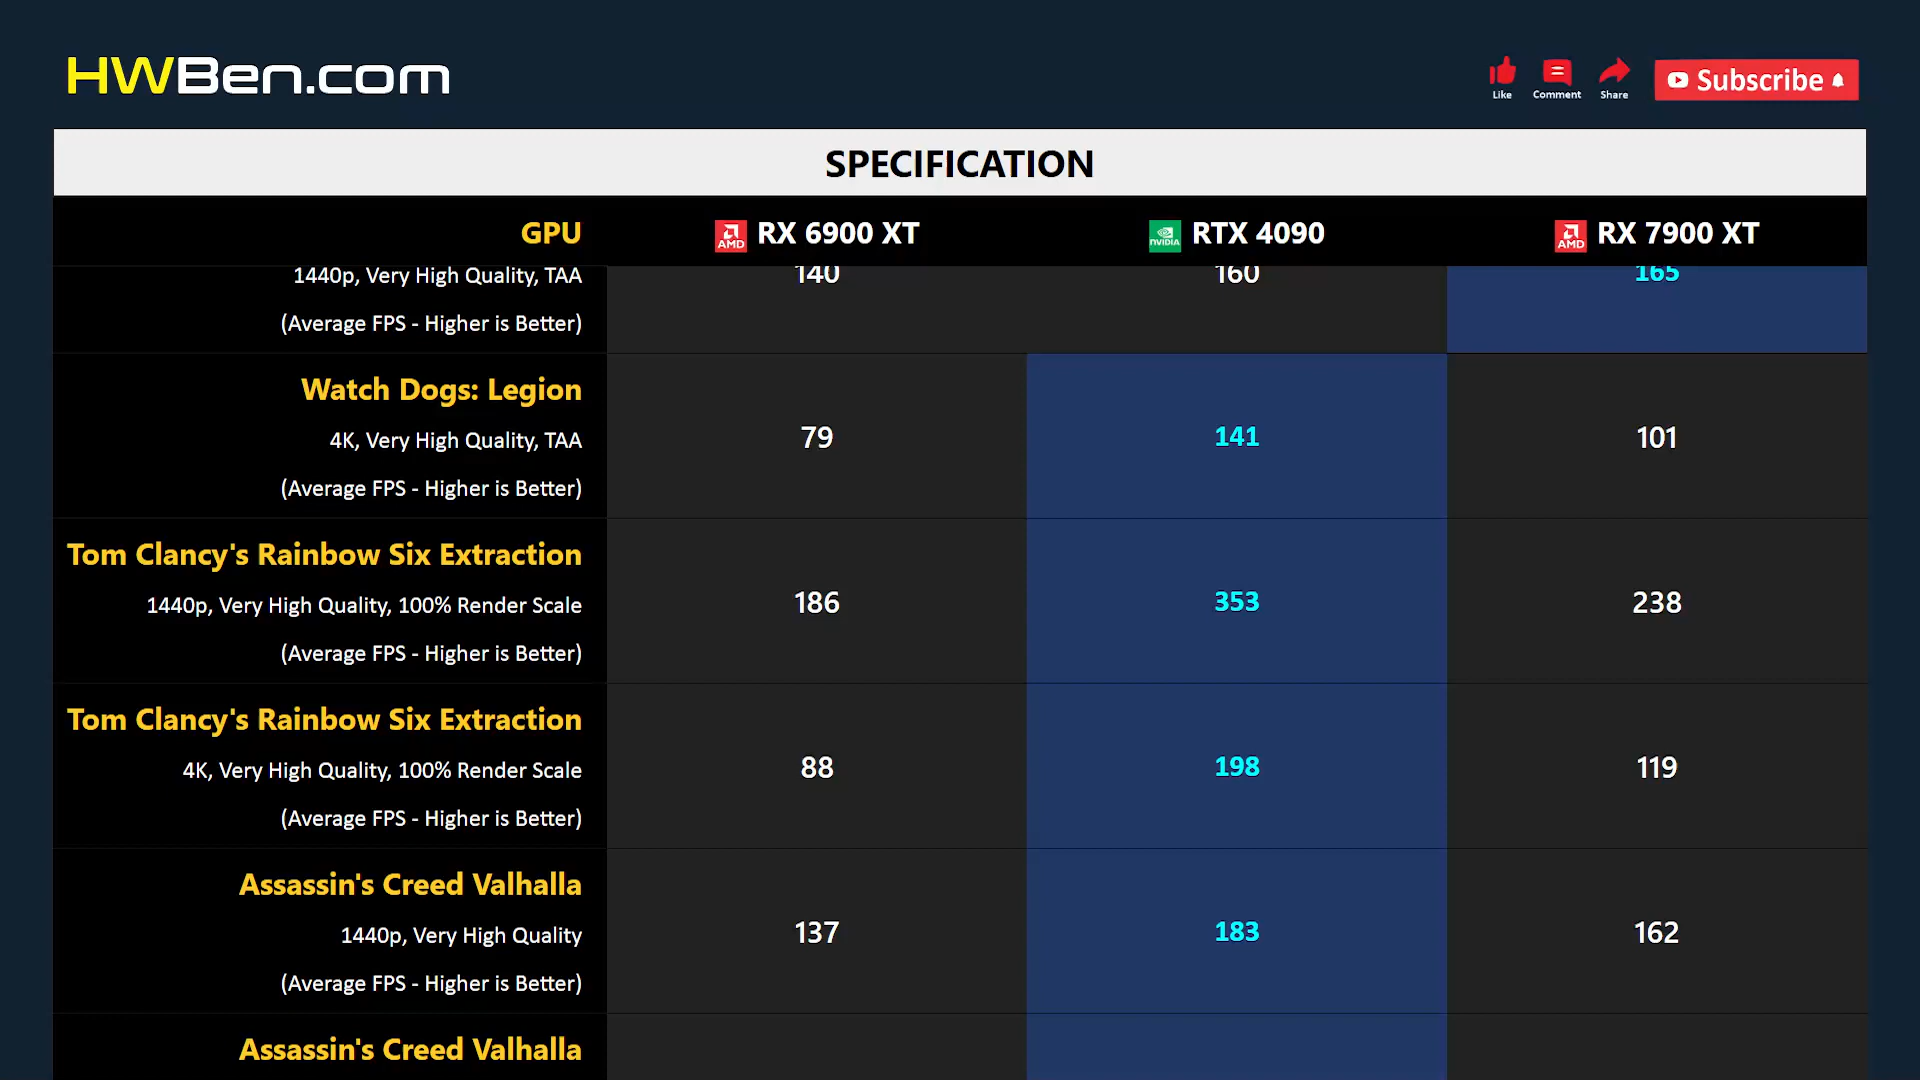 HWBen.com
Like
Comment
Share
Subscribe
SPECIFICATION
GPU
AMD RX 6900 XT
NVIDIA RTX 4090
AMD RX 7900 XT
1440p, Very High Quality, TAA
(Average FPS - Higher is Better)
140
160
165
Watch Dogs: Legion
4K, Very High Quality, TAA
(Average FPS - Higher is Better)
79
141
101
Tom Clancy's Rainbow Six Extraction
1440p, Very High Quality, 100% Render Scale
(Average FPS - Higher is Better)
186
353
238
Tom Clancy's Rainbow Six Extraction
4K, Very High Quality, 100% Render Scale
(Average FPS - Higher is Better)
88
198
119
Assassin's Creed Valhalla
1440p, Very High Quality
(Average FPS - Higher is Better)
137
183
162
Assassin's Creed Valhalla